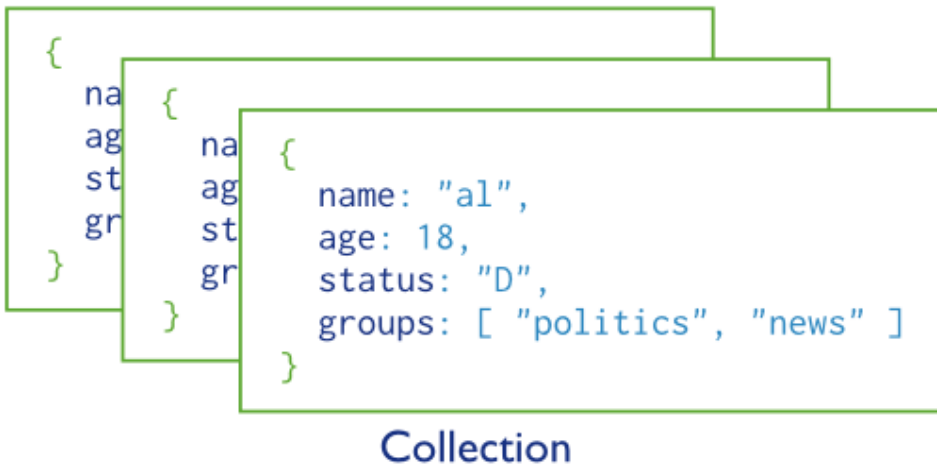 {
na
ag
st
gr
}
{
na
ag
st
gr
}
{
name: "al",
age: 18,
status: "D",
groups: [ "politics", "news" ]
}
Collection